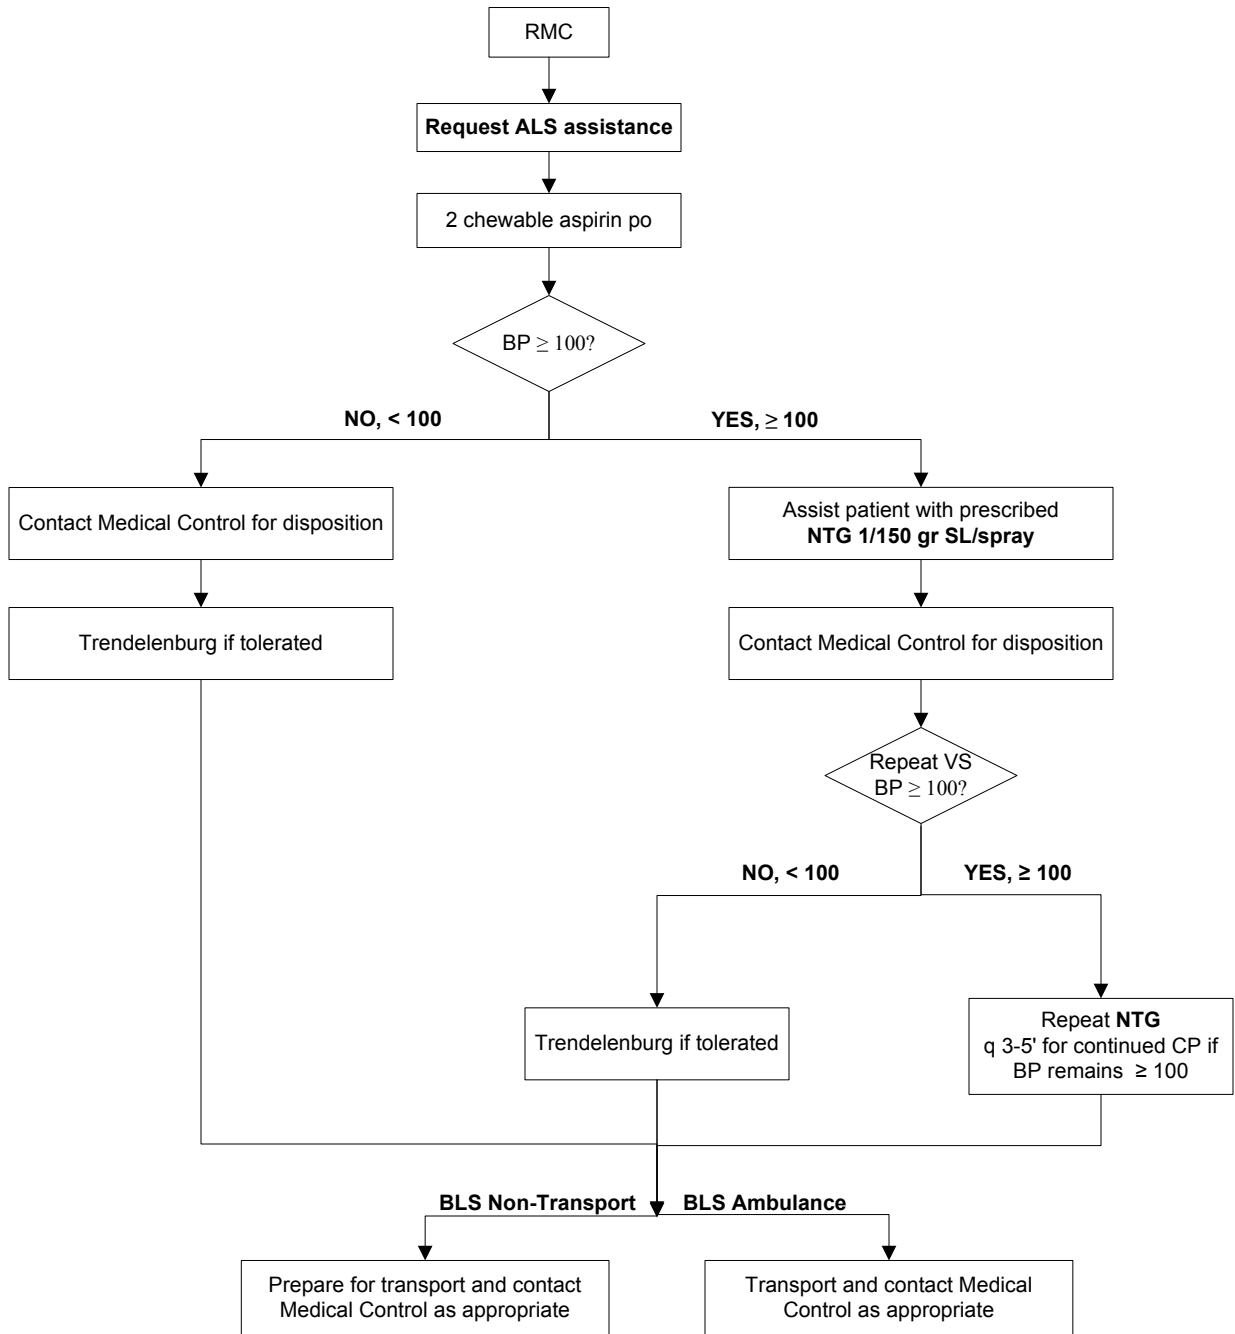 RMC
Request ALS assistance
2 chewable aspirin po
BP ≥ 100?
NO, < 100
YES, ≥ 100
Contact Medical Control for disposition
Trendelenburg if tolerated
Assist patient with prescribed
NTG 1/150 gr SL/spray
Contact Medical Control for disposition
Repeat VS
BP ≥ 100?
NO, < 100
YES, ≥ 100
Trendelenburg if tolerated
Repeat NTG
q 3-5' for continued CP if
BP remains ≥ 100
BLS Non-Transport
BLS Ambulance
Prepare for transport and contact
Medical Control as appropriate
Transport and contact Medical
Control as appropriate